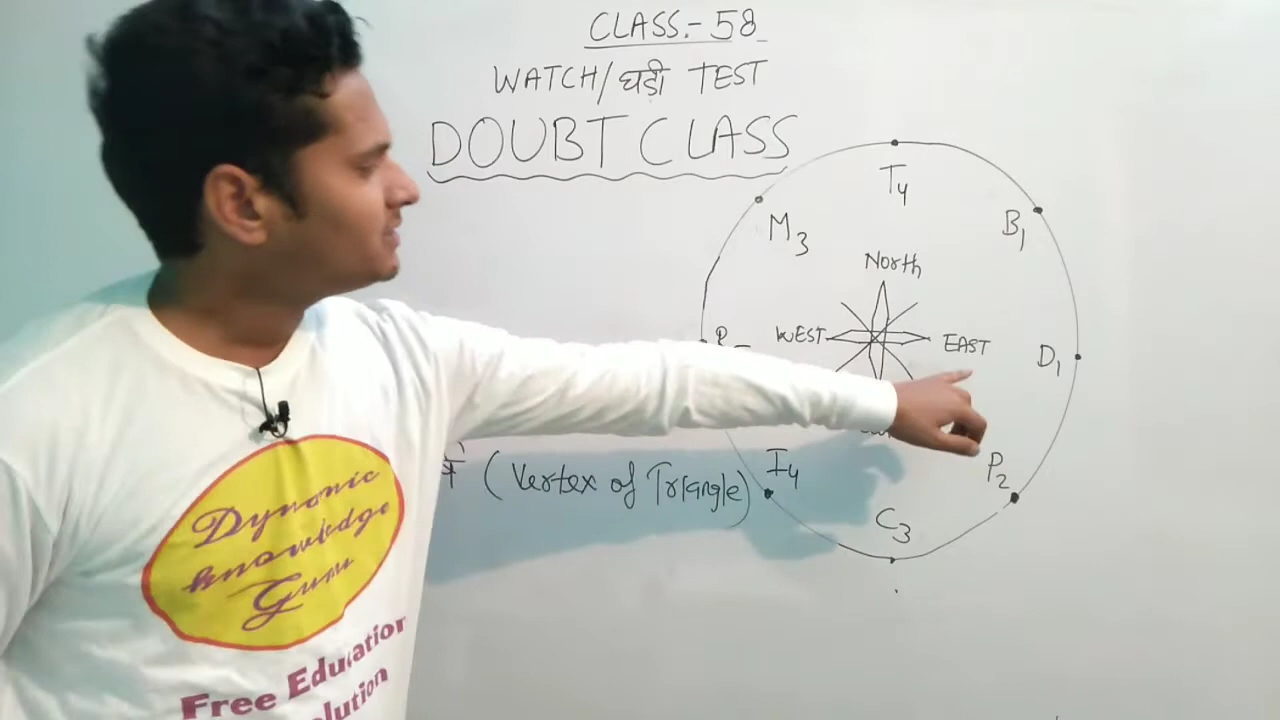 CLASS:- 58
WATCH/घड़ी TEST
DOUBT CLASS
T4
M3
B1
North
WEST
EAST
D1
(Vertex of Triangle)
I4
P2
C3
Dynamic
knowledge
Guru
Free Education